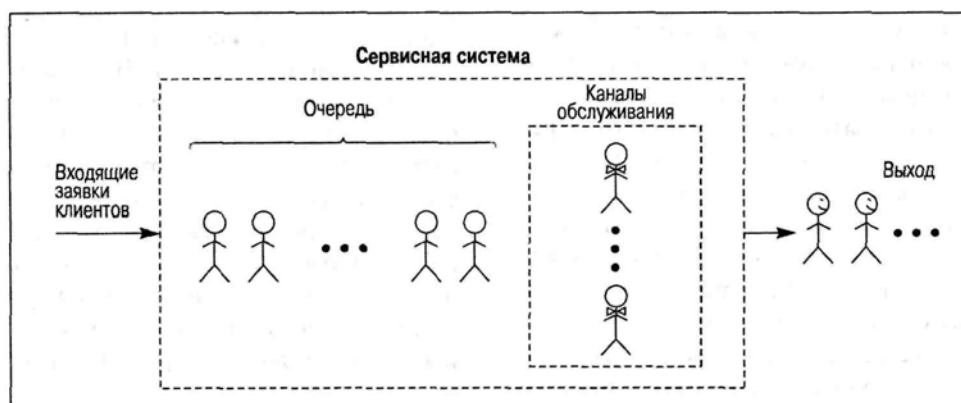 Сервисная система
Очередь
Каналы
обслуживания
Входящие
заявки
клиентов
Выход